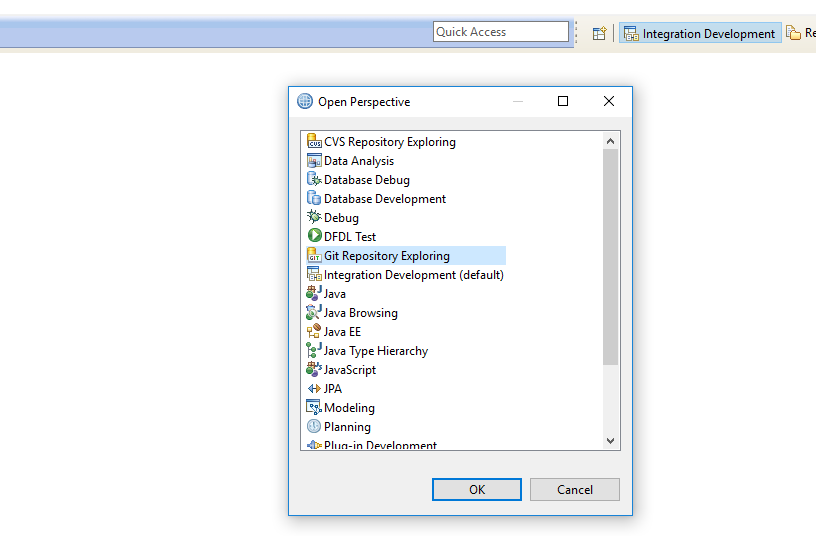 Quick Access
Integration Development
Re
Open Perspective
CVS Repository Exploring
Data Analysis
Database Debug
Database Development
Debug
DFDL Test
Git Repository Exploring
Integration Development (default)
Java
Java Browsing
Java EE
Java Type Hierarchy
JavaScript
JPA
Modeling
Planning
Plug-in Development
OK
Cancel